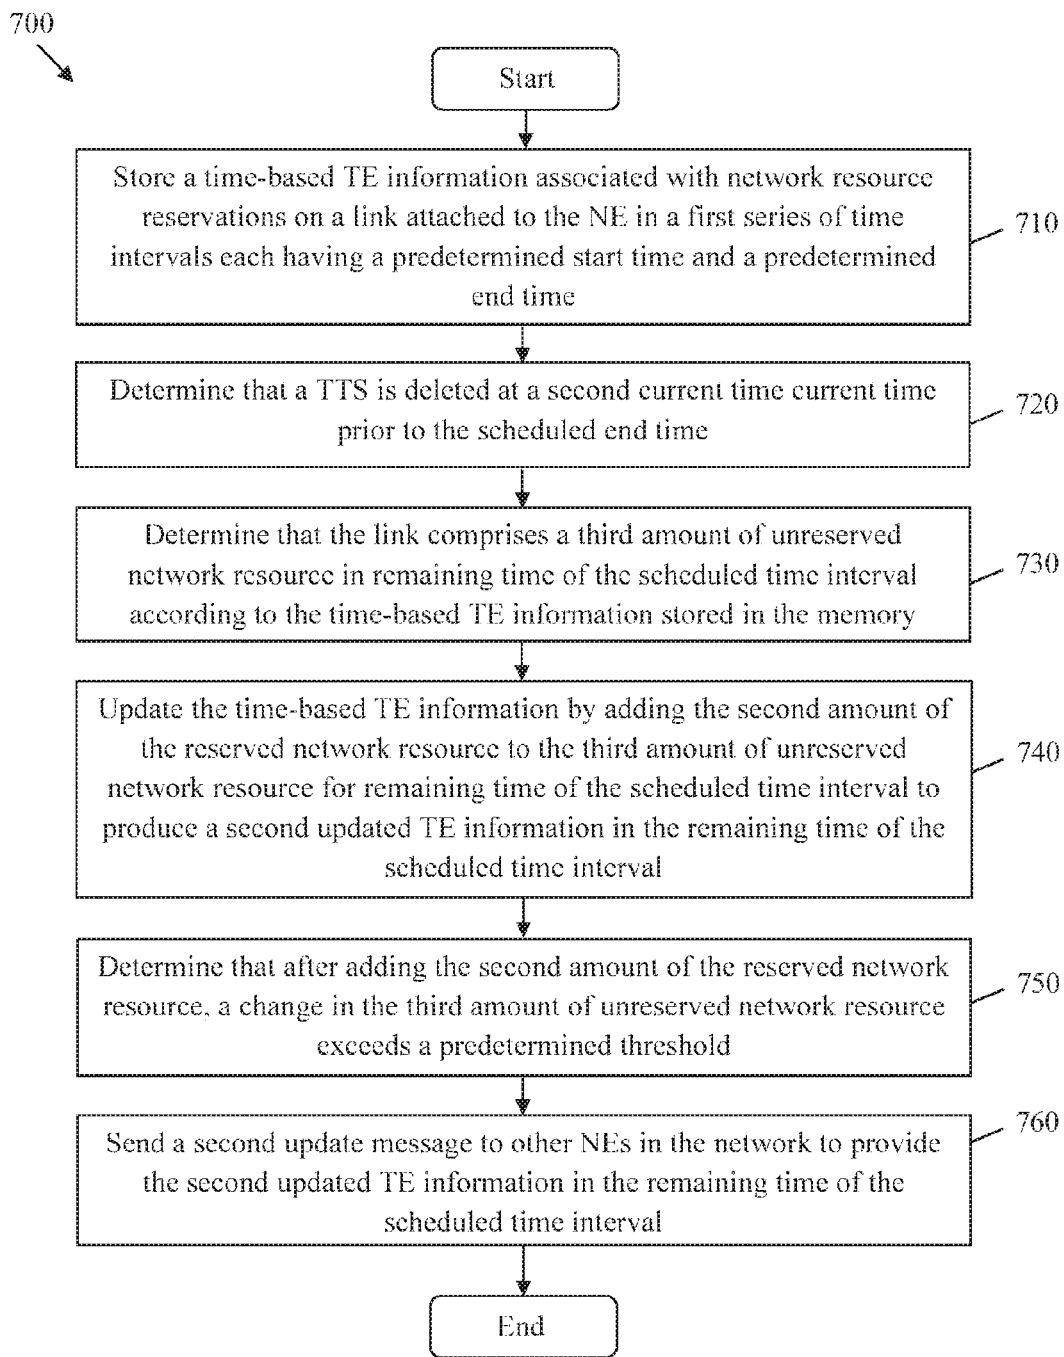 700
Start
Store a time-based TE information associated with network resource
reservations on a link attached to the NE in a first series of time
intervals each having a predetermined start time and a predetermined
end time
710
Determine that a TTS is deleted at a second current time current time
prior to the scheduled end time
720
Determine that the link comprises a third amount of unreserved
network resource in remaining time of the scheduled time interval
according to the time-based TE information stored in the memory
730
Update the time-based TE information by adding the second amount of
the reserved network resource to the third amount of unreserved
network resource for remaining time of the scheduled time interval to
produce a second updated TE information in the remaining time of the
scheduled time interval
740
Determine that after adding the second amount of the reserved network
resource, a change in the third amount of unreserved network resource
exceeds a predetermined threshold
750
Send a second update message to other NEs in the network to provide
the second updated TE information in the remaining time of the
scheduled time interval
760
End